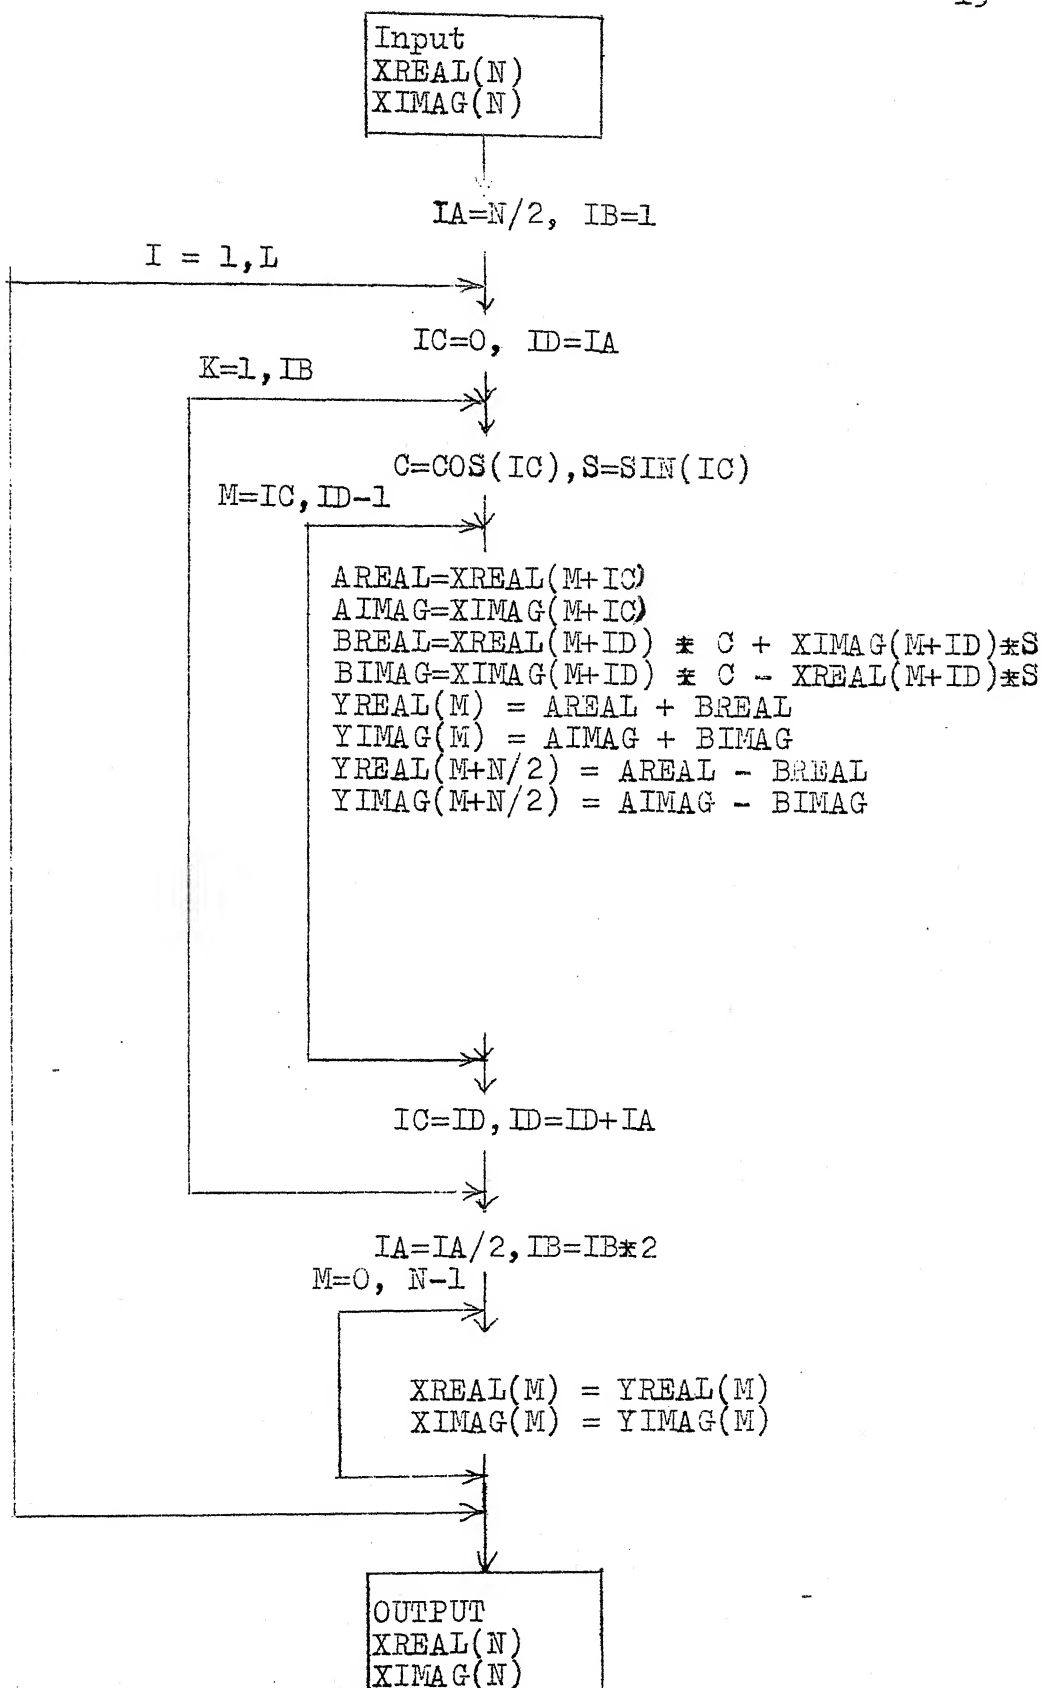 Input
XREAL(N)
XIMAG(N)
IA=N/2, IB=1
I = 1,L
IC=0, ID=IA
K=1,IB
C=COS(IC),S=SIN(IC)
M=IC,ID-1
AREAL=XREAL(M+IC)
AIMAG=XIMAG(M+IC)
BREAL=XREAL(M+ID) * C + XIMAG(M+ID)*S
BIMAG=XIMAG(M+ID) * C - XREAL(M+ID)*S
YREAL(M) = AREAL + BREAL
YIMAG(M) = AIMAG + BIMAG
YREAL(M+N/2) = AREAL - BREAL
YIMAG(M+N/2) = AIMAG - BIMAG
IC=ID,ID=ID+IA
IA=IA/2,IB=IB*2
M=0, N-1
XREAL(M) = YREAL(M)
XIMAG(M) = YIMAG(M)
OUTPUT
XREAL(N)
XIMAG(N)